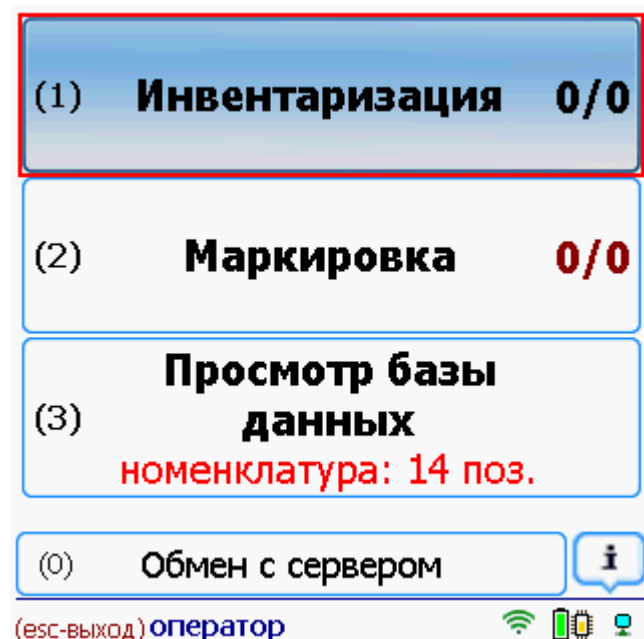 (1) Инвентаризация 0/0
(2) Маркировка 0/0
Просмотр базы
(3) данных
номенклатура: 14 поз.
(0) Обмен с сервером i
(esc-выход) оператор